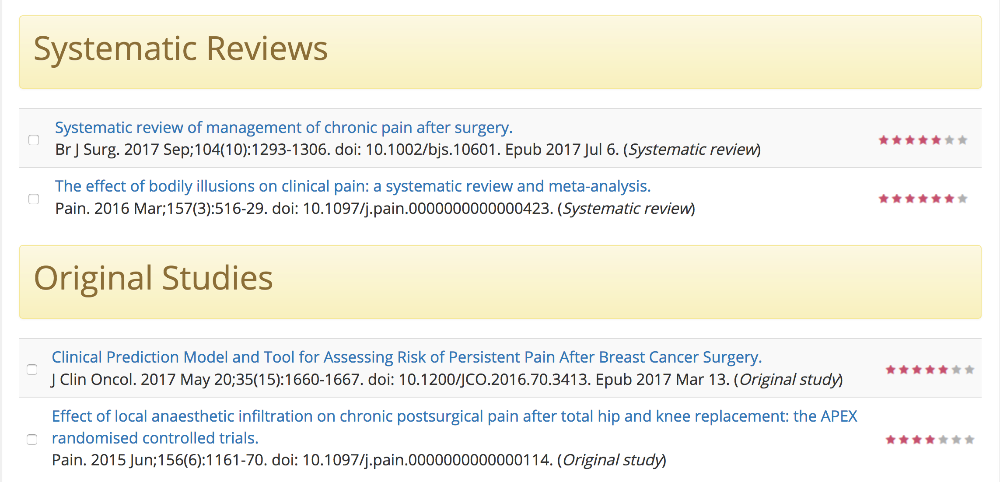 Systematic Reviews
Systematic review of management of chronic pain after surgery.
Br J Surg. 2017 Sep;104(10):1293-1306. doi: 10.1002/bjs.10601. Epub 2017 Jul 6. (Systematic review)
The effect of bodily illusions on clinical pain: a systematic review and meta-analysis.
Pain. 2016 Mar;157(3):516-29. doi: 10.1097/j.pain.0000000000000423. (Systematic review)
Original Studies
Clinical Prediction Model and Tool for Assessing Risk of Persistent Pain After Breast Cancer Surgery.
J Clin Oncol. 2017 May 20;35(15):1660-1667. doi: 10.1200/JCO.2016.70.3413. Epub 2017 Mar 13. (Original study)
Effect of local anaesthetic infiltration on chronic postsurgical pain after total hip and knee replacement: the APEX
randomised controlled trials.
Pain. 2015 Jun;156(6):1161-70. doi: 10.1097/j.pain.0000000000000114. (Original study)